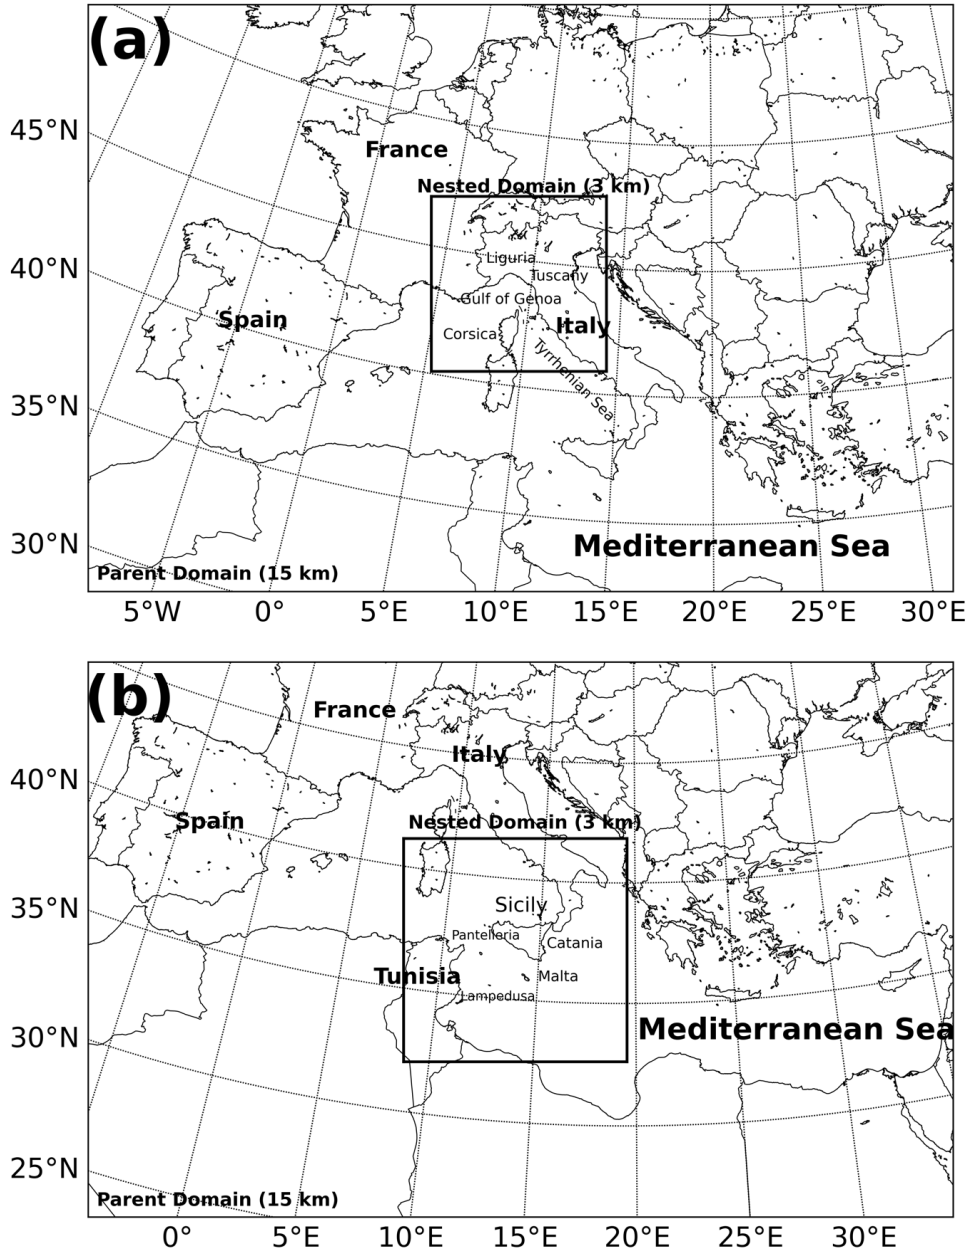 (a)
45°N
France
Nested Domain (3 km)
40°N
Liguria
Tuscany
Gulf of Genoa
Spain
Italy
Corsica
Tyrrhenian Sea
35°N
30°N
Mediterranean Sea
Parent Domain (15 km)
5°W 0° 5°E 10°E 15°E 20°E 25°E 30°E
(b)
France
Italy
40°N
Spain
Nested Domain (3 km)
35°N
Sicily
Pantelleria
Catania
Tunisia
Malta
Lampedusa
30°N
Mediterranean Sea
25°N
Parent Domain (15 km)
0° 5°E 10°E 15°E 20°E 25°E 30°E